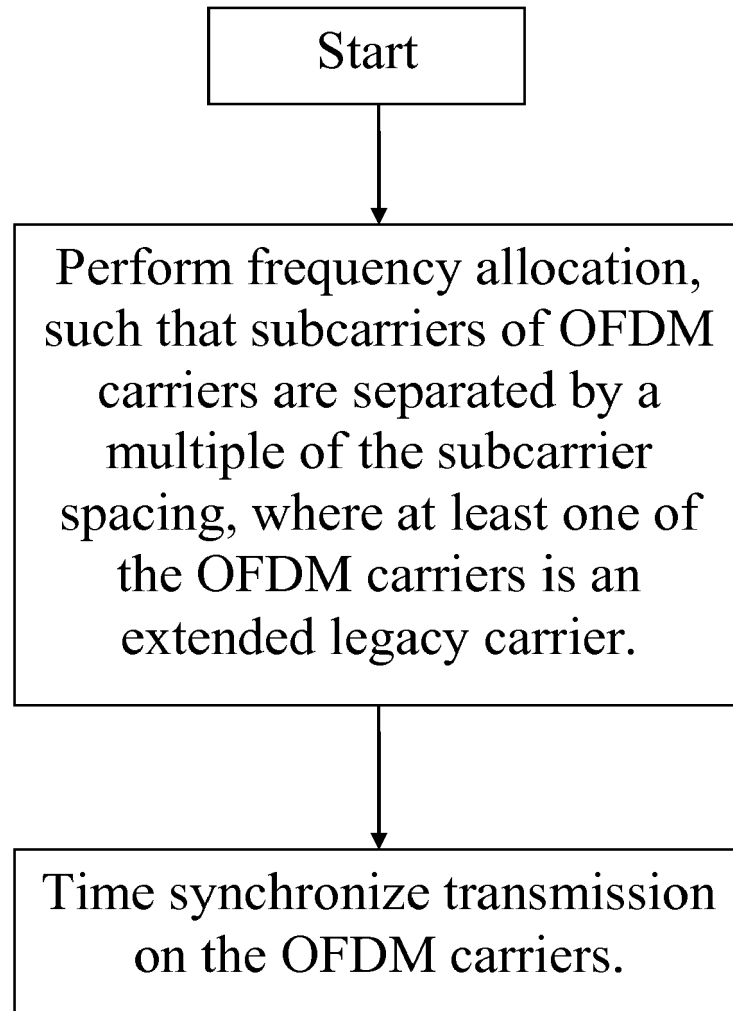 Start
Perform frequency allocation,
such that subcarriers of OFDM
carriers are separated by a
multiple of the subcarrier
spacing, where at least one of
the OFDM carriers is an
extended legacy carrier.
Time synchronize transmission
on the OFDM carriers.